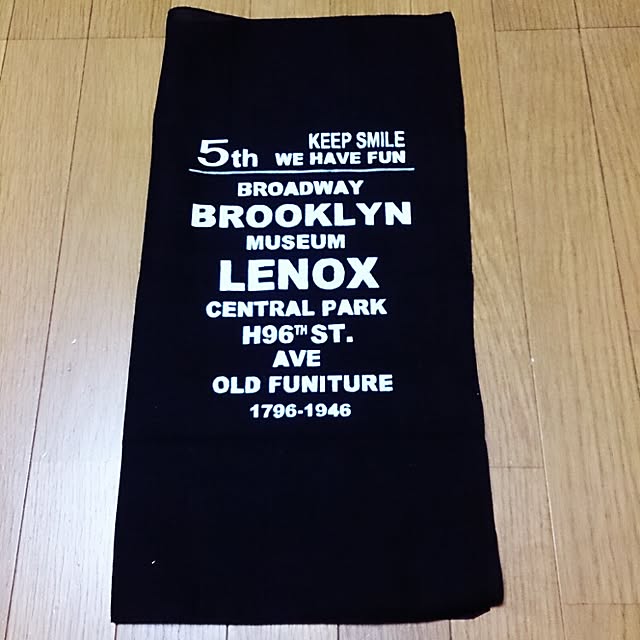 5th KEEP SMILE
WE HAVE FUN
BROADWAY
BROOKLYN
MUSEUM
LENOX
CENTRAL PARK
H96TH ST.
AVE
OLD FUNITURE
1796-1946